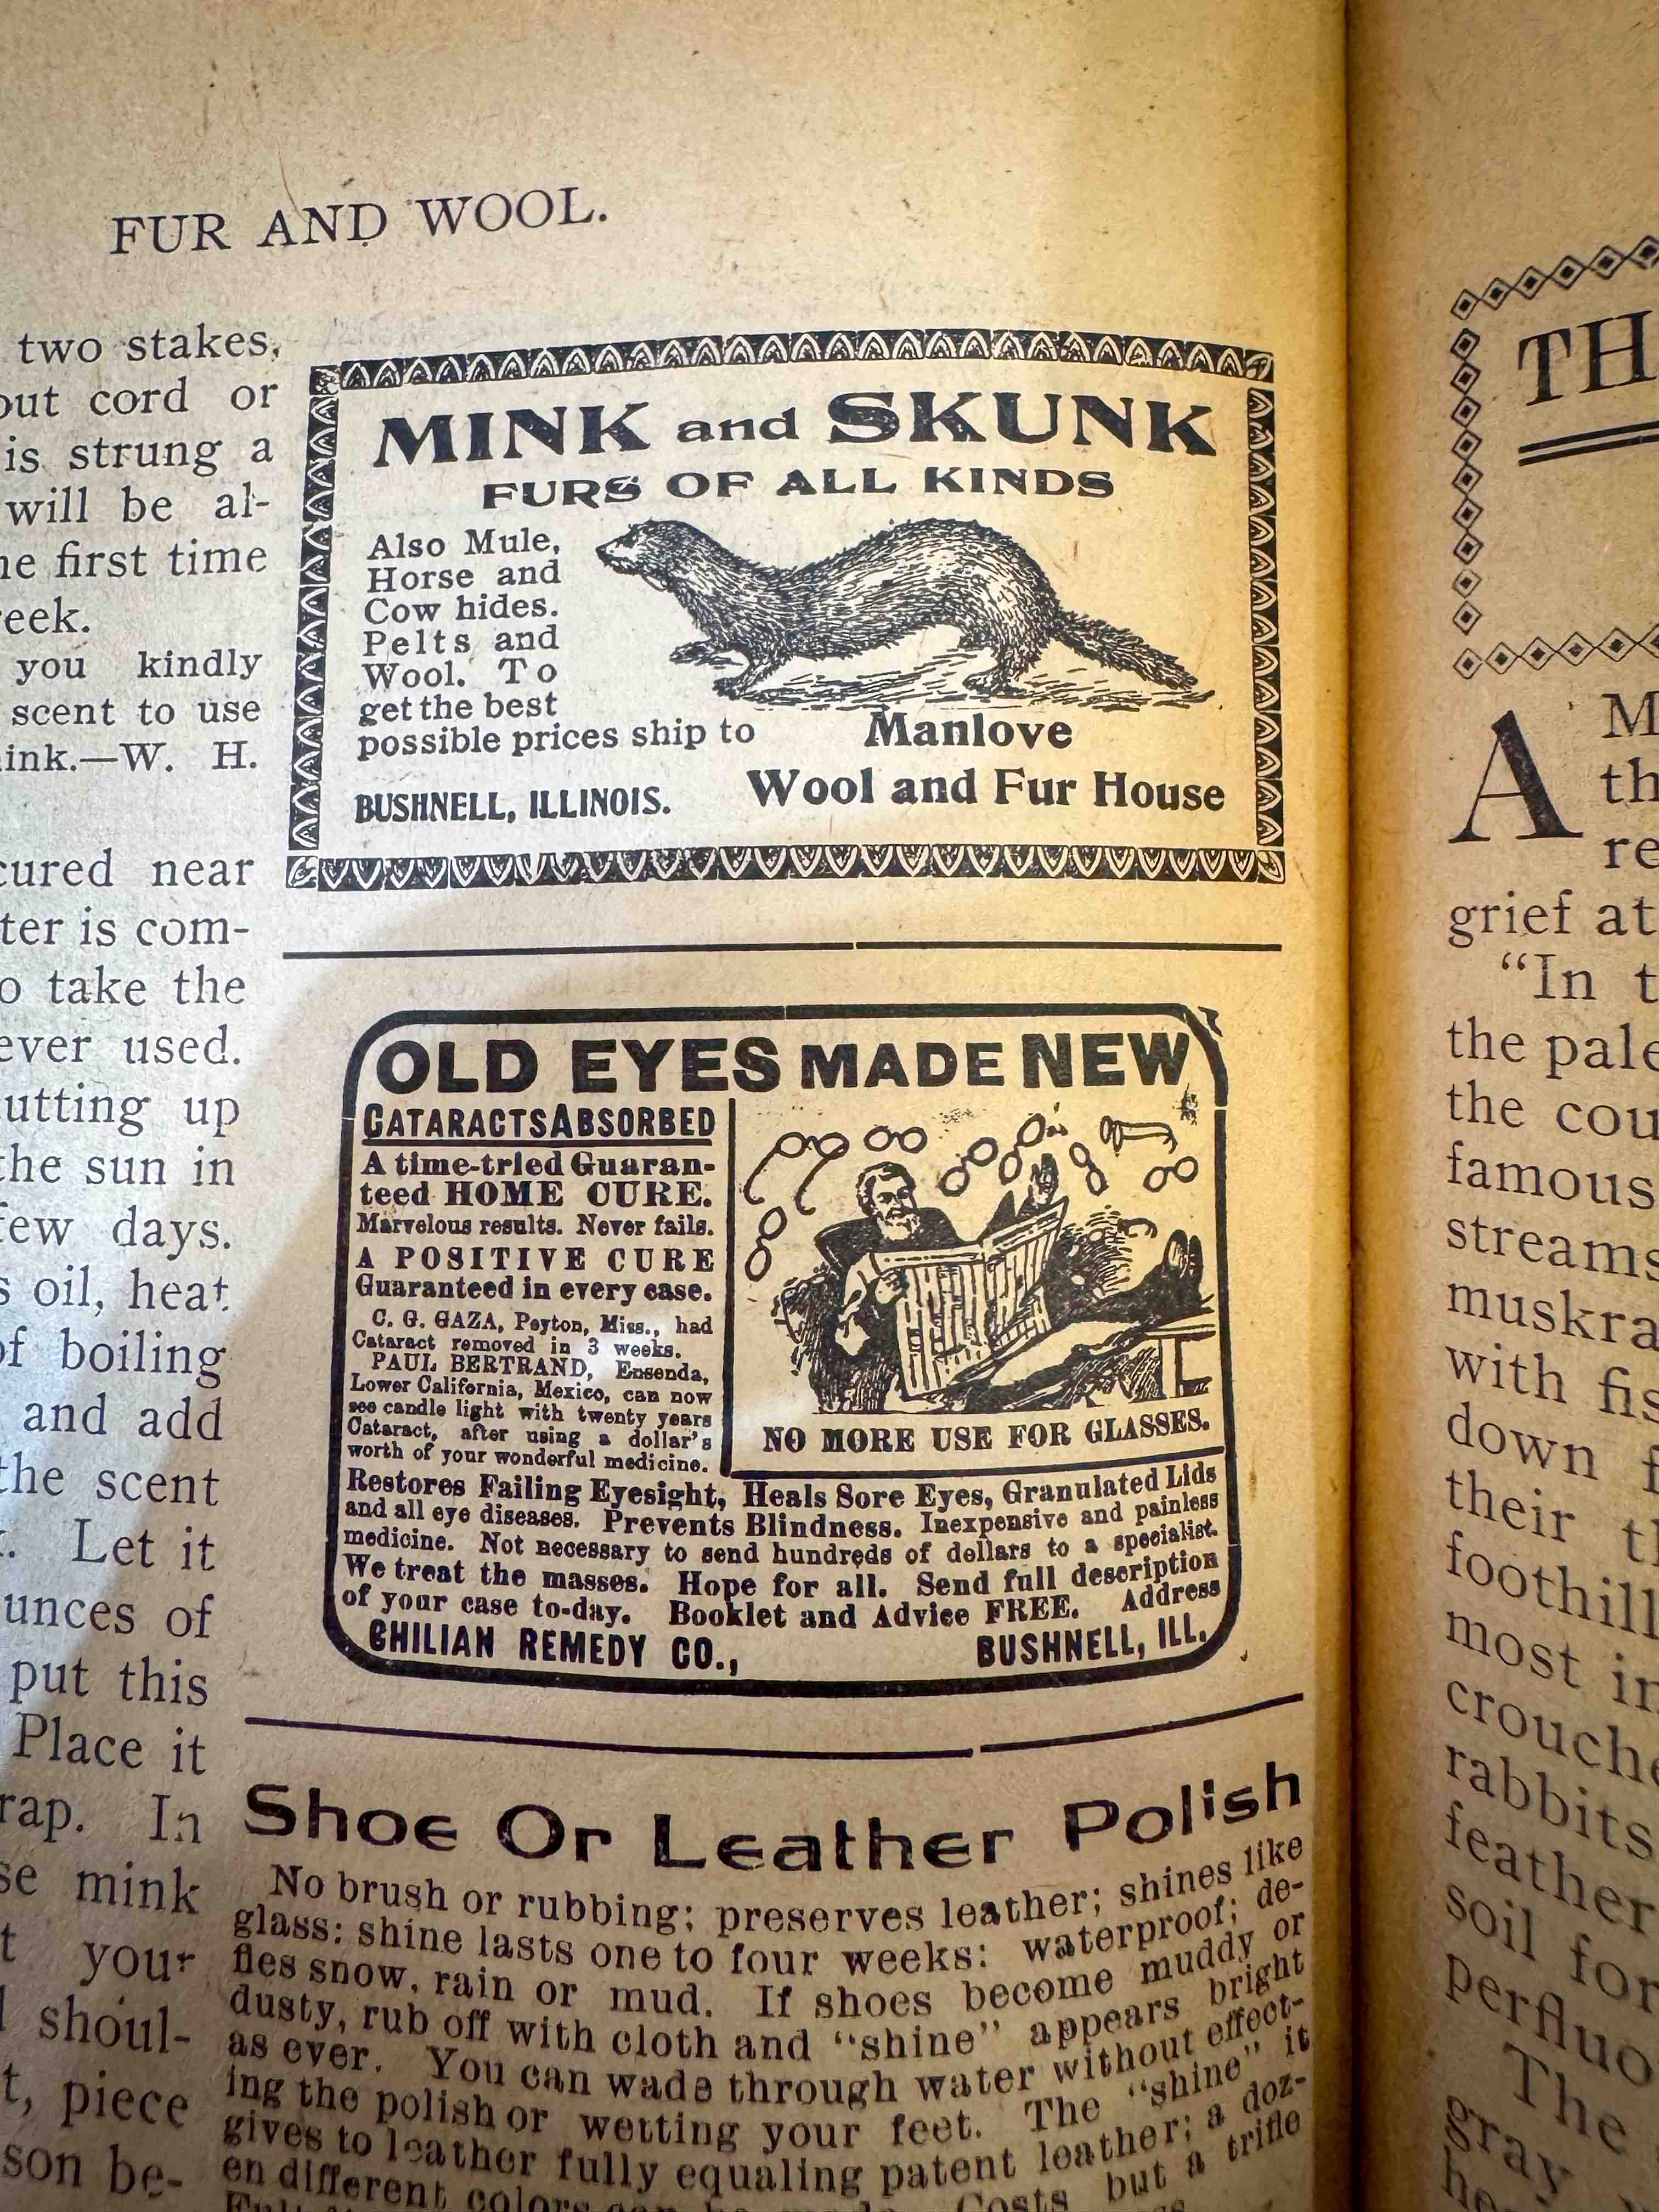 FUR AND WOOL.
two stakes,
out cord or
is strung a
will be al-
first time
you kindly
scent to use
ink.—W. H.
cured near
ter is com-
take the
ever used.
utting up
the sun in
few days.
oil, heat
of boiling
and add
the scent
Let it
unces of
put this
Place it
rap. In
se mink
your
shoul-
t, piece
son be-
MINK and SKUNK
FURS OF ALL KINDS
Also Mule,
Horse and
Cow hides.
Pelts and
Wool. To
get the best
possible prices ship to
Manlove
Wool and Fur House
BUSHNELL, ILLINOIS.
OLD EYES MADE NEW
CATARACTS ABSORBED
A time-tried Guaran-
teed HOME CURE.
Marvelous results. Never fails.
A POSITIVE CURE
Guaranteed in every case.
C. G. GAZA, Peyton, Miss., had
Cataract removed in 3 weeks.
PAUL BERTRAND, Ensenda,
Lower California, Mexico, can now
see candle light with twenty years
Cataract, after using a dollar's
worth of your wonderful medicine.
NO MORE USE FOR GLASSES.
Restores Failing Eyesight, Heals Sore Eyes, Granulated Lids
and all eye diseases. Prevents Blindness. Inexpensive and painless
medicine. Not necessary to send hundreds of dollars to a specialist.
We treat the masses. Hope for all. Send full description
of your case to-day. Booklet and Advice FREE. Address
CHILIAN REMEDY CO., BUSHNELL, ILL.
Shoe Or Leather Polish
No brush or rubbing; preserves leather; shines like
glass: shine lasts one to four weeks: waterproof; de-
fies snow, rain or mud. If shoes become muddy or
dusty, rub off with cloth and "shine" appears bright
as ever. You can wade through water without effect-
ing the polish or wetting your feet. The "shine" it
gives to leather fully equaling patent leather; a doz-
en different colors can be made. Costs but a trifle
TH
A M
th
re
grief at
"In t
the pale
the cou
famous
streams
muskra
with fis
down f
their t
foothill
most in
crouche
rabbits
feather
soil for
perfluo
The
gray